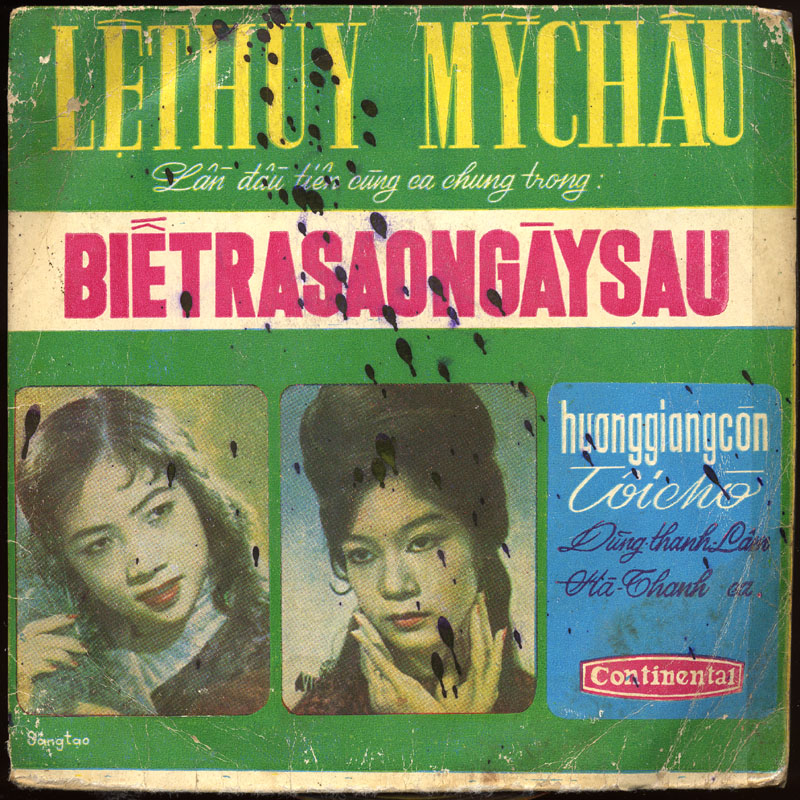 LỆTHỦY MỸCHÂU
Lần đầu tiên cùng ca chung trong:
BIẾTRASAONGÀYSAU
hươnggiangcòn
tôichờ
Dũng-thanh-Lâm
Hà-Thanh ca
Continental
Sángtạo